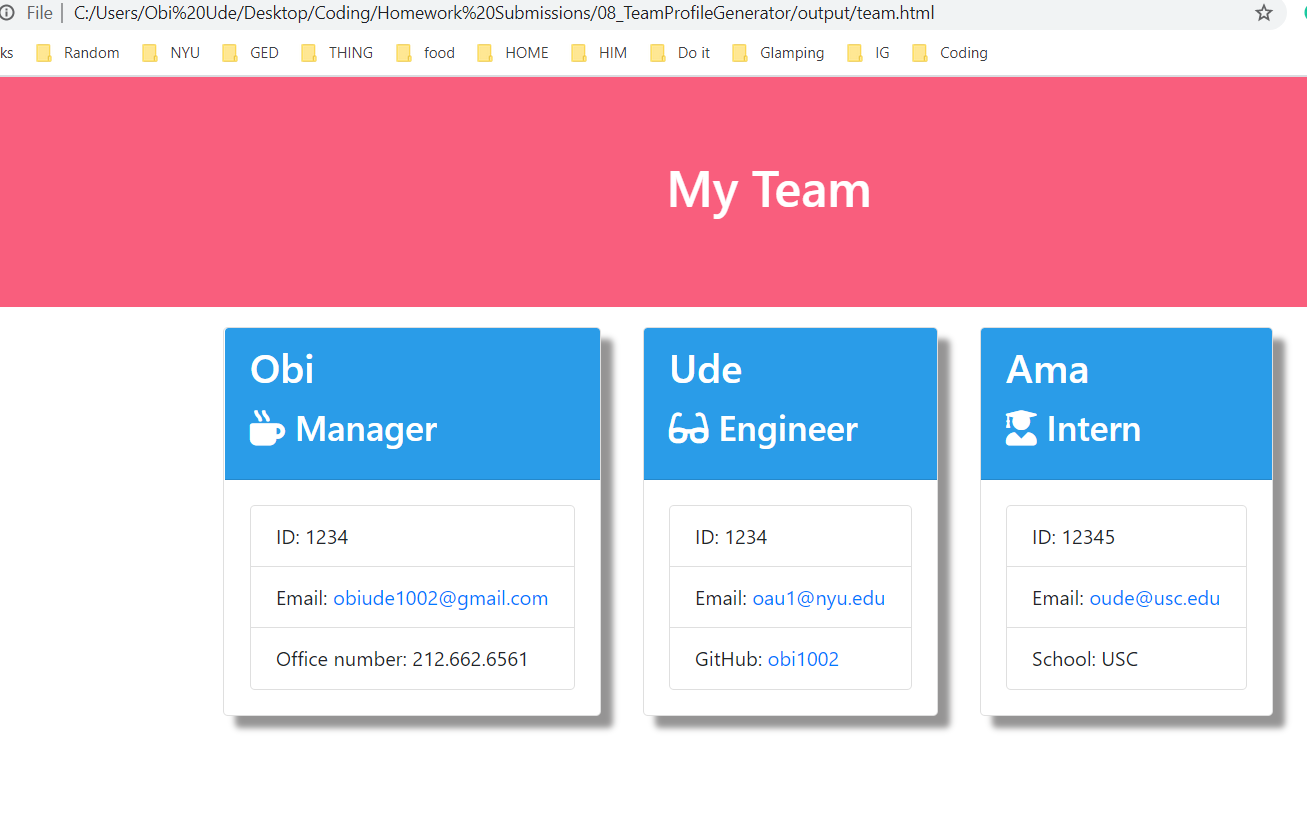 File | C:/Users/Obi%20Ude/Desktop/Coding/Homework%20Submissions/08_TeamProfileGenerator/output/team.html
ks Random NYU GED THING food HOME HIM Do it Glamping IG Coding
My Team
Obi
Manager
ID: 1234
Email: obiude1002@gmail.com
Office number: 212.662.6561
Ude
Engineer
ID: 1234
Email: oau1@nyu.edu
GitHub: obi1002
Ama
Intern
ID: 12345
Email: oude@usc.edu
School: USC